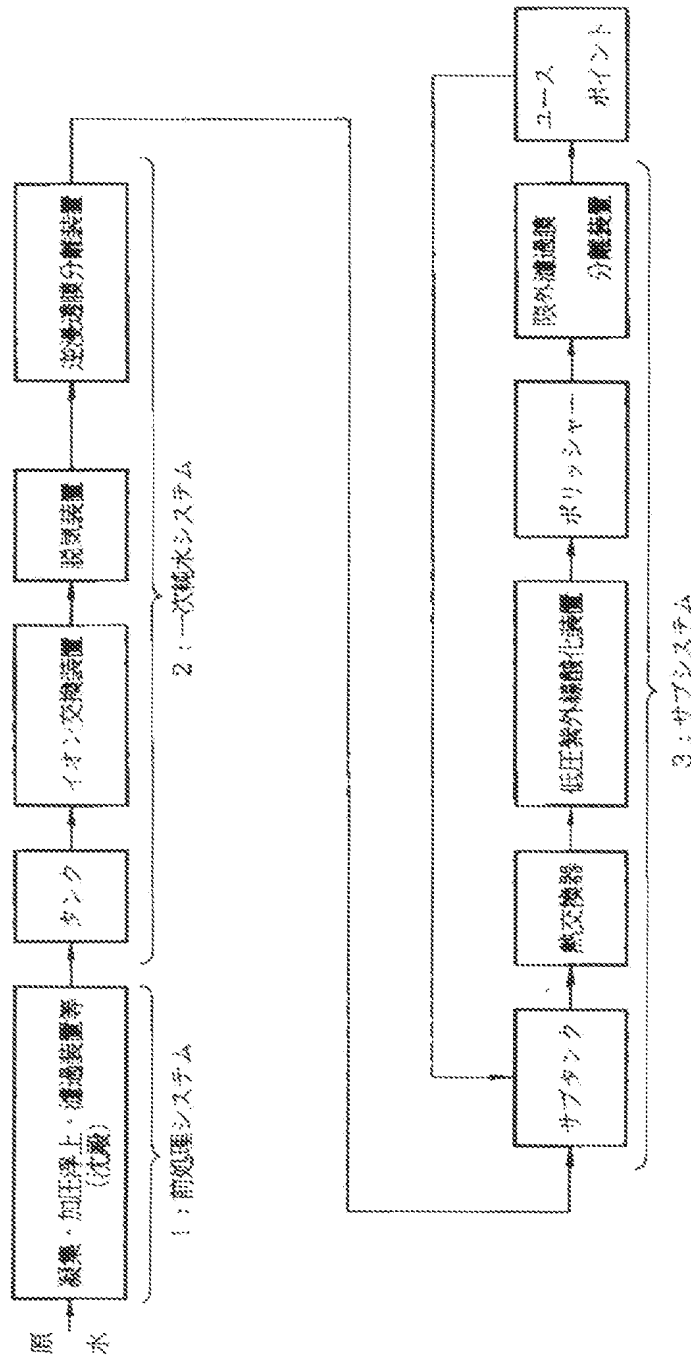 原水
凝集・加圧浮上・濾過装置等
(沈殿)
タンク
イオン交換装置
脱気装置
逆浸透膜分離装置
1:前処理システム
2:一次純水システム
サブタンク
熱交換器
低圧紫外線酸化装置
ポリッシャー
限外濾過膜
分離装置
ユース
ポイント
3:サブシステム